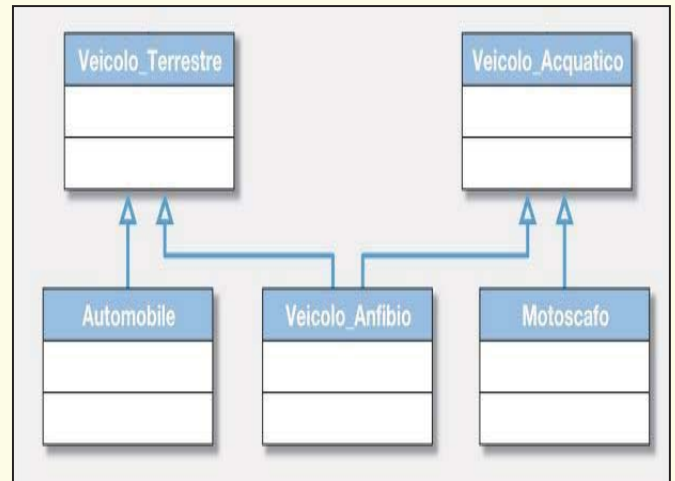 Veicolo_Terrestre
Veicolo_Acquatico
Automobile
Veicolo_Anfibio
Motoscafo